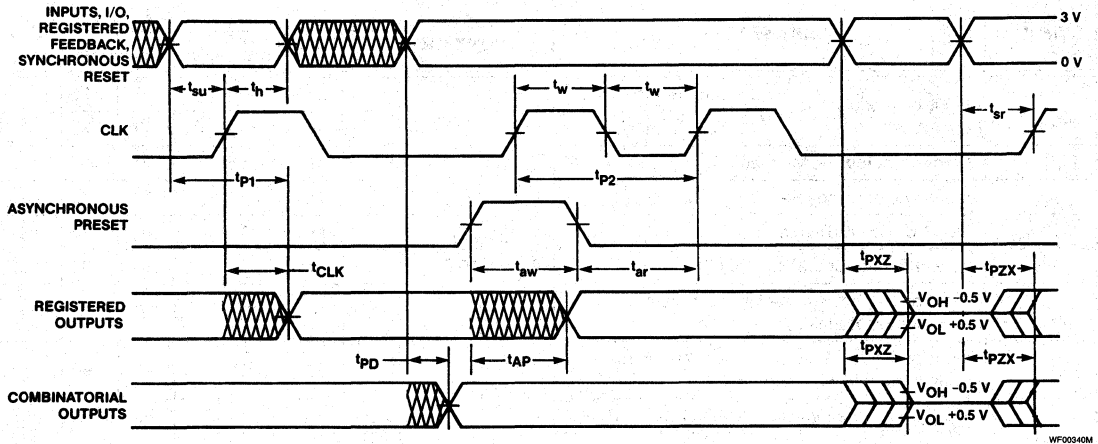 INPUTS, I/O,
REGISTERED
FEEDBACK,
SYNCHRONOUS
RESET
3 V
0 V
tsu
th
tw
tw
tsr
CLK
tP1
tP2
ASYNCHRONOUS
PRESET
tCLK
taw
tar
tPXZ
tPZX
REGISTERED
OUTPUTS
VOH –0.5 V
VOL +0.5 V
tPD
tAP
tPXZ
tPZX
COMBINATORIAL
OUTPUTS
VOH –0.5 V
VOL +0.5 V
WF00340M